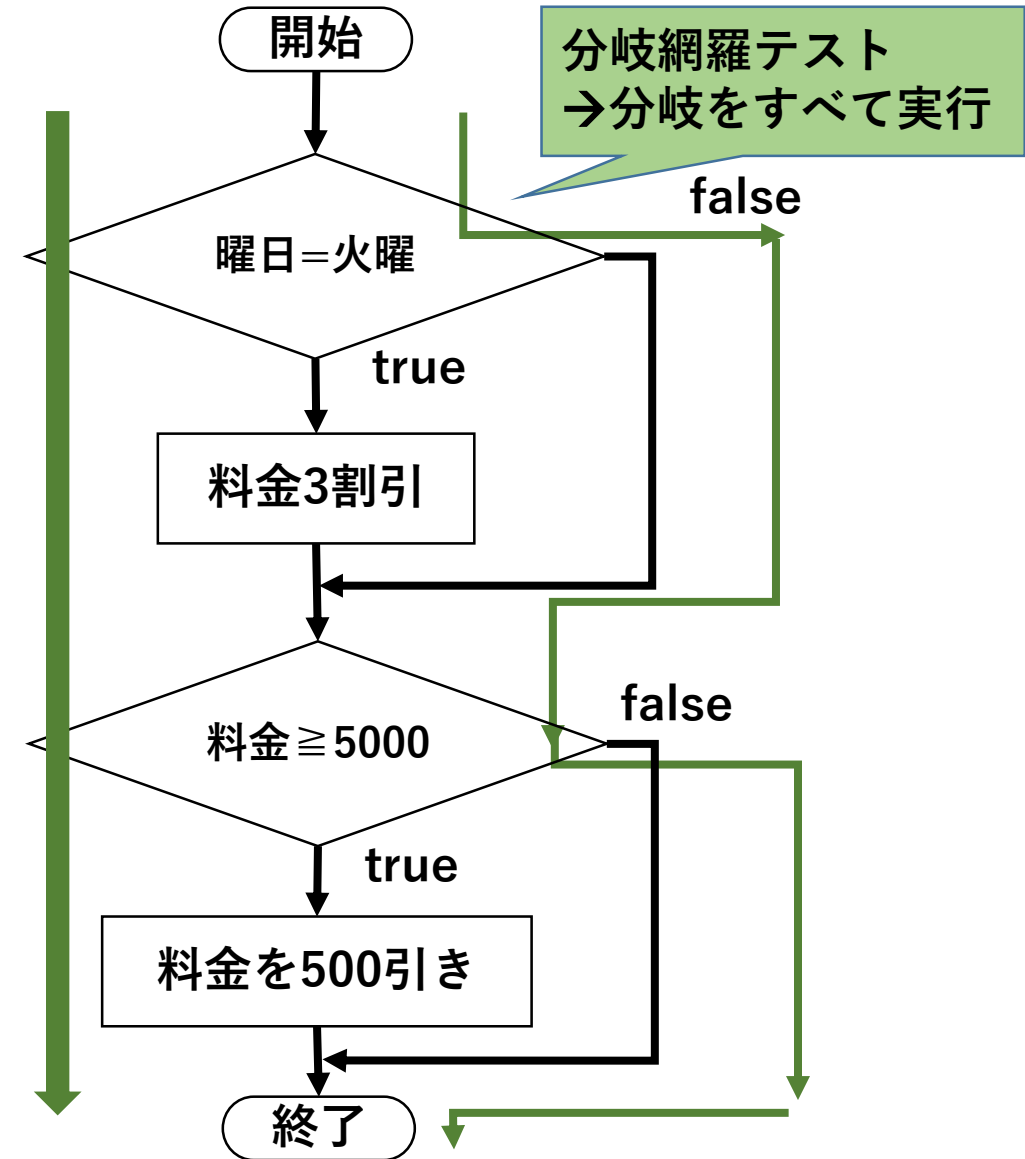 開始
分岐網羅テスト
→分岐をすべて実行
false
曜日=火曜
true
料金3割引
false
料金≧5000
true
料金を500引き
終了